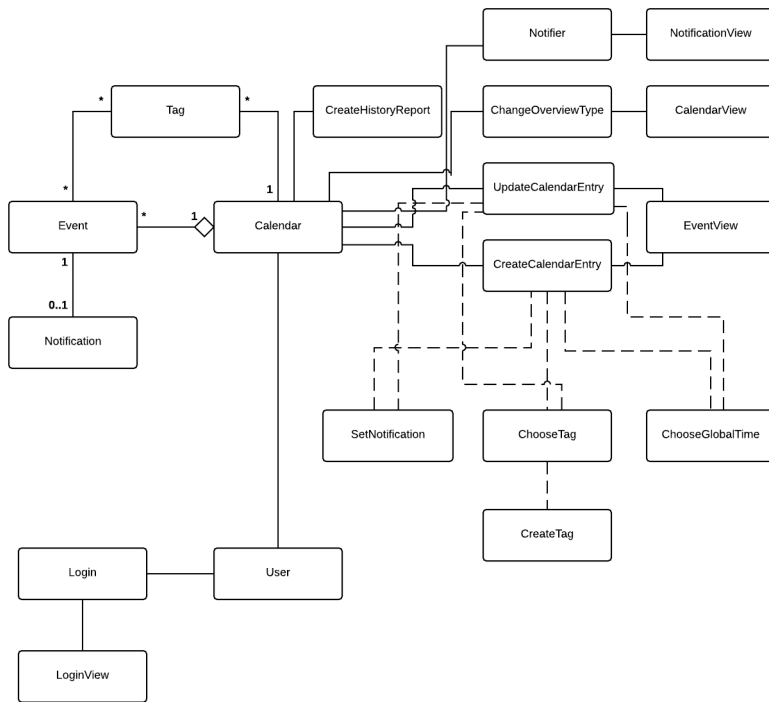 Notifier
NotificationView
*
Tag
*
CreateHistoryReport
ChangeOverviewType
CalendarView
*
1
UpdateCalendarEntry
Event
*
1
Calendar
EventView
1
CreateCalendarEntry
0..1
Notification
SetNotification
ChooseTag
ChooseGlobalTime
CreateTag
Login
User
LoginView